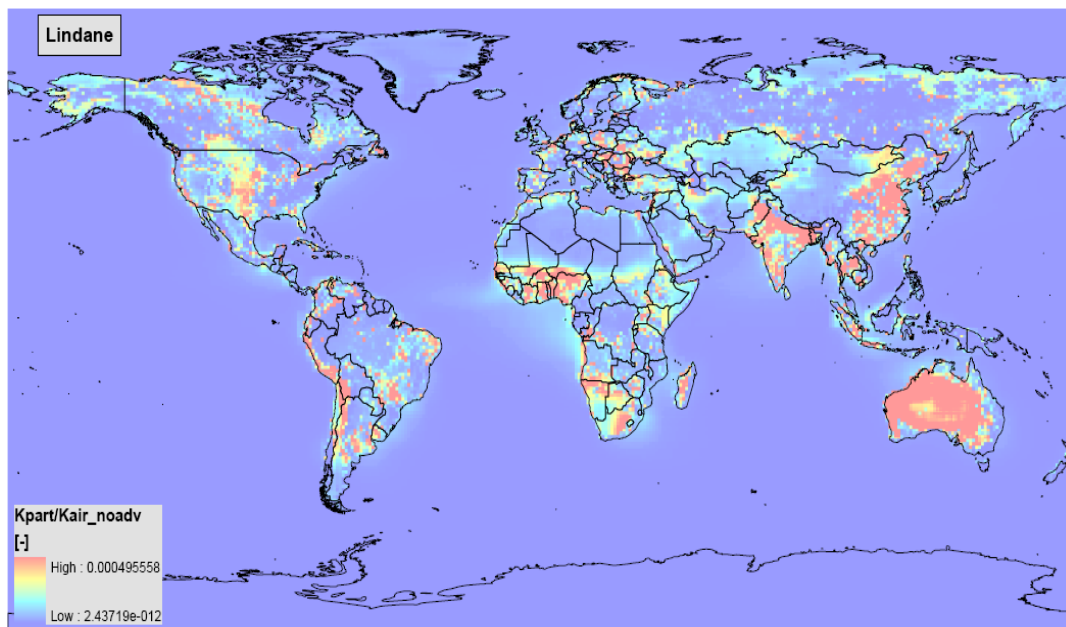 Lindane
Kpart/Kair_noadv
[-]
High : 0.000495558
Low : 2.43719e-012